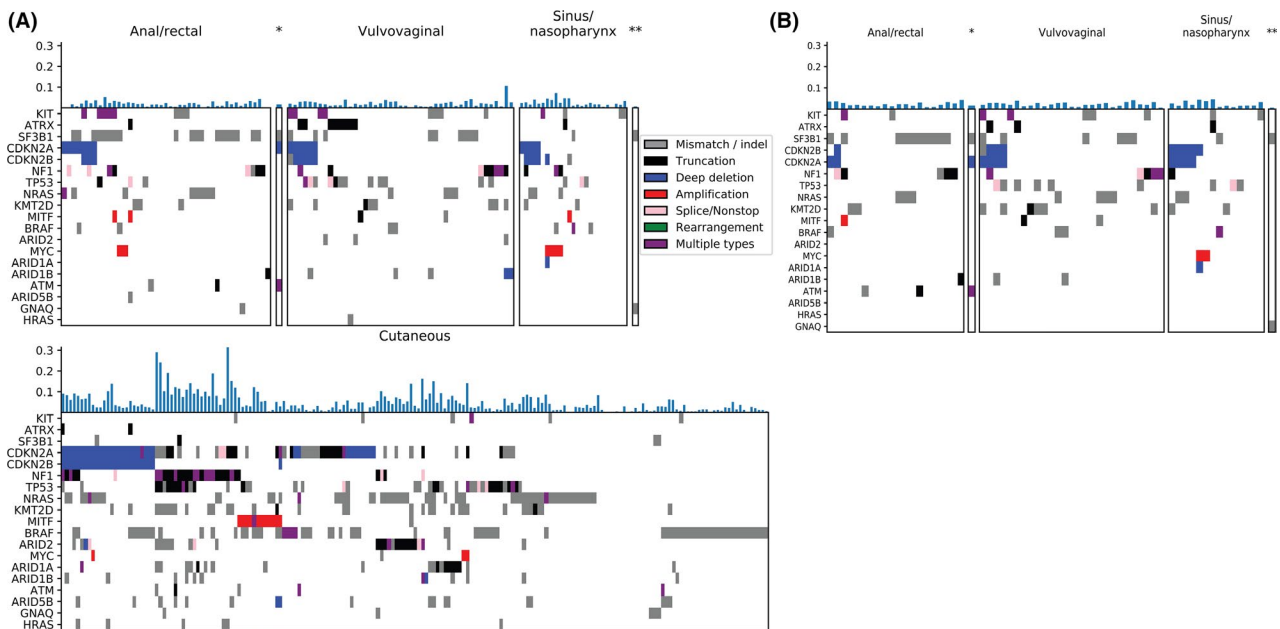 (A)
Anal/rectal
*
Vulvovaginal
Sinus/
nasopharynx
**
0.3
0.2
0.1
KIT
ATRX
SF3B1
CDKN2A
CDKN2B
NF1
TP53
NRAS
KMT2D
MITF
BRAF
ARID2
MYC
ARID1A
ARID1B
ATM
ARID5B
GNAQ
HRAS
Mismatch / indel
Truncation
Deep deletion
Amplification
Splice/Nonstop
Rearrangement
Multiple types
Cutaneous
0.3
0.2
0.1
KIT
ATRX
SF3B1
CDKN2A
CDKN2B
NF1
TP53
NRAS
KMT2D
MITF
BRAF
ARID2
MYC
ARID1A
ARID1B
ATM
ARID5B
GNAQ
HRAS
(B)
Anal/rectal
*
Vulvovaginal
Sinus/
nasopharynx
**
0.3
0.2
0.1
KIT
ATRX
SF3B1
CDKN2B
CDKN2A
NF1
TP53
NRAS
KMT2D
MITF
BRAF
ARID2
MYC
ARID1A
ARID1B
ATM
ARID5B
HRAS
GNAQ